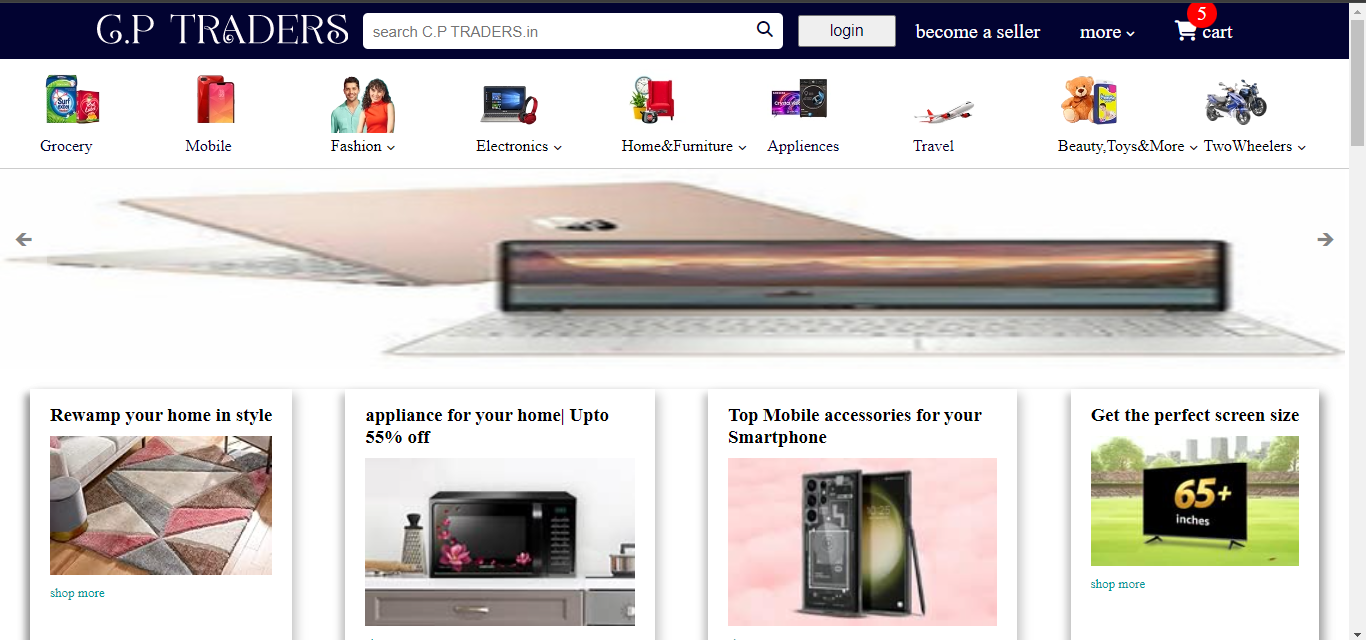 C.P TRADERS
search C.P TRADERS.in
login
become a seller
more
5
cart
Grocery
Mobile
Fashion
Electronics
Home&Furniture
Appliences
Travel
Beauty,Toys&More
TwoWheelers
Rewamp your home in style
shop more
appliance for your home| Upto
55% off
Top Mobile accessories for your
Smartphone
Get the perfect screen size
65+
inches
shop more